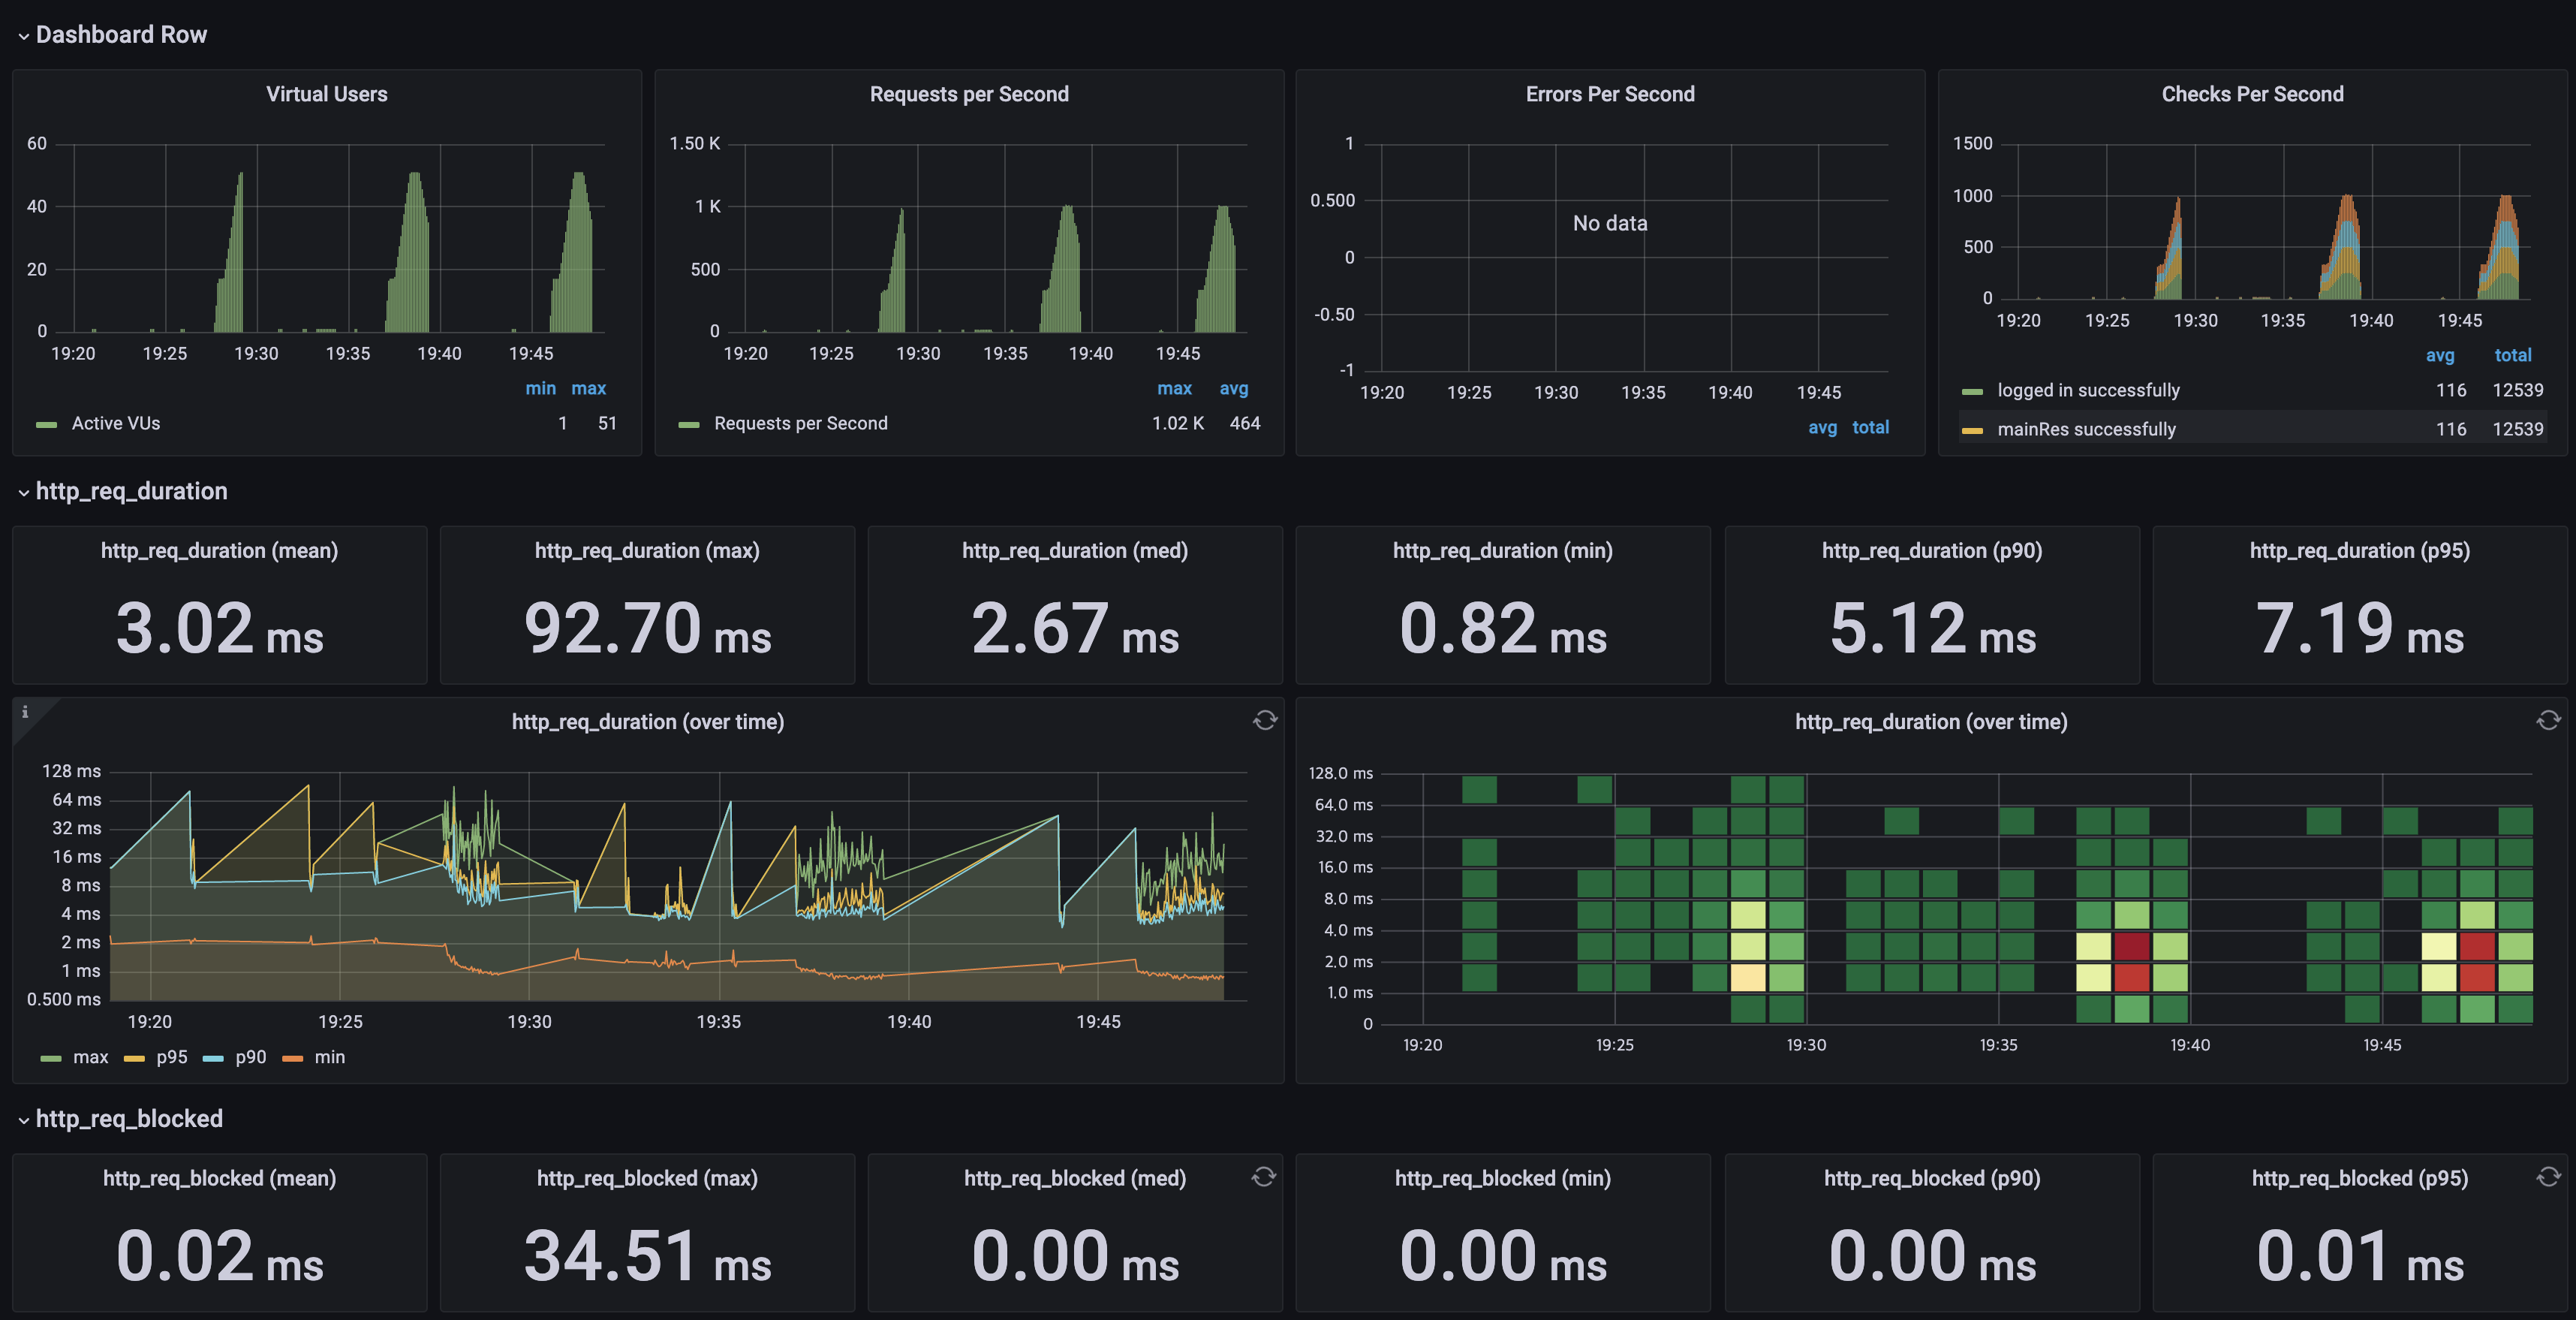 Dashboard Row
Virtual Users
60
40
20
0
19:20 19:25 19:30 19:35 19:40 19:45
min max
Active VUs 1 51
Requests per Second
1.50 K
1 K
500
0
19:20 19:25 19:30 19:35 19:40 19:45
max avg
Requests per Second 1.02 K 464
Errors Per Second
1
0.500
0
-0.50
-1
No data
19:20 19:25 19:30 19:35 19:40 19:45
avg total
Checks Per Second
1500
1000
500
0
19:20 19:25 19:30 19:35 19:40 19:45
avg total
logged in successfully 116 12539
mainRes successfully 116 12539
http_req_duration
http_req_duration (mean)
3.02 ms
http_req_duration (max)
92.70 ms
http_req_duration (med)
2.67 ms
http_req_duration (min)
0.82 ms
http_req_duration (p90)
5.12 ms
http_req_duration (p95)
7.19 ms
i
http_req_duration (over time)
128 ms
64 ms
32 ms
16 ms
8 ms
4 ms
2 ms
1 ms
0.500 ms
19:20 19:25 19:30 19:35 19:40 19:45
max p95 p90 min
http_req_duration (over time)
128.0 ms
64.0 ms
32.0 ms
16.0 ms
8.0 ms
4.0 ms
2.0 ms
1.0 ms
0
19:20 19:25 19:30 19:35 19:40 19:45
http_req_blocked
http_req_blocked (mean)
0.02 ms
http_req_blocked (max)
34.51 ms
http_req_blocked (med)
0.00 ms
http_req_blocked (min)
0.00 ms
http_req_blocked (p90)
0.00 ms
http_req_blocked (p95)
0.01 ms